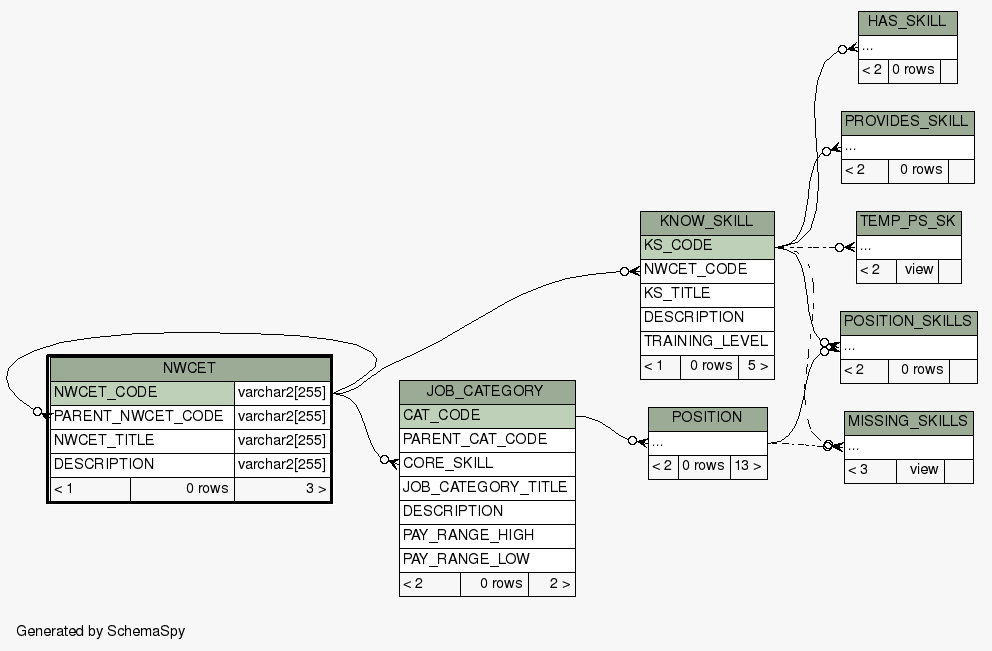 HAS_SKILL
...
< 2 0 rows
PROVIDES_SKILL
...
< 2 0 rows
TEMP_PS_SK
...
< 2 view
KNOW_SKILL
KS_CODE
NWCET_CODE
KS_TITLE
DESCRIPTION
TRAINING_LEVEL
< 1 0 rows 5 >
POSITION_SKILLS
...
< 2 0 rows
NWCET
NWCET_CODE varchar2[255]
PARENT_NWCET_CODE varchar2[255]
NWCET_TITLE varchar2[255]
DESCRIPTION varchar2[255]
< 1 0 rows 3 >
JOB_CATEGORY
CAT_CODE
PARENT_CAT_CODE
CORE_SKILL
JOB_CATEGORY_TITLE
DESCRIPTION
PAY_RANGE_HIGH
PAY_RANGE_LOW
< 2 0 rows 2 >
POSITION
...
< 2 0 rows 13 >
MISSING_SKILLS
...
< 3 view
Generated by SchemaSpy